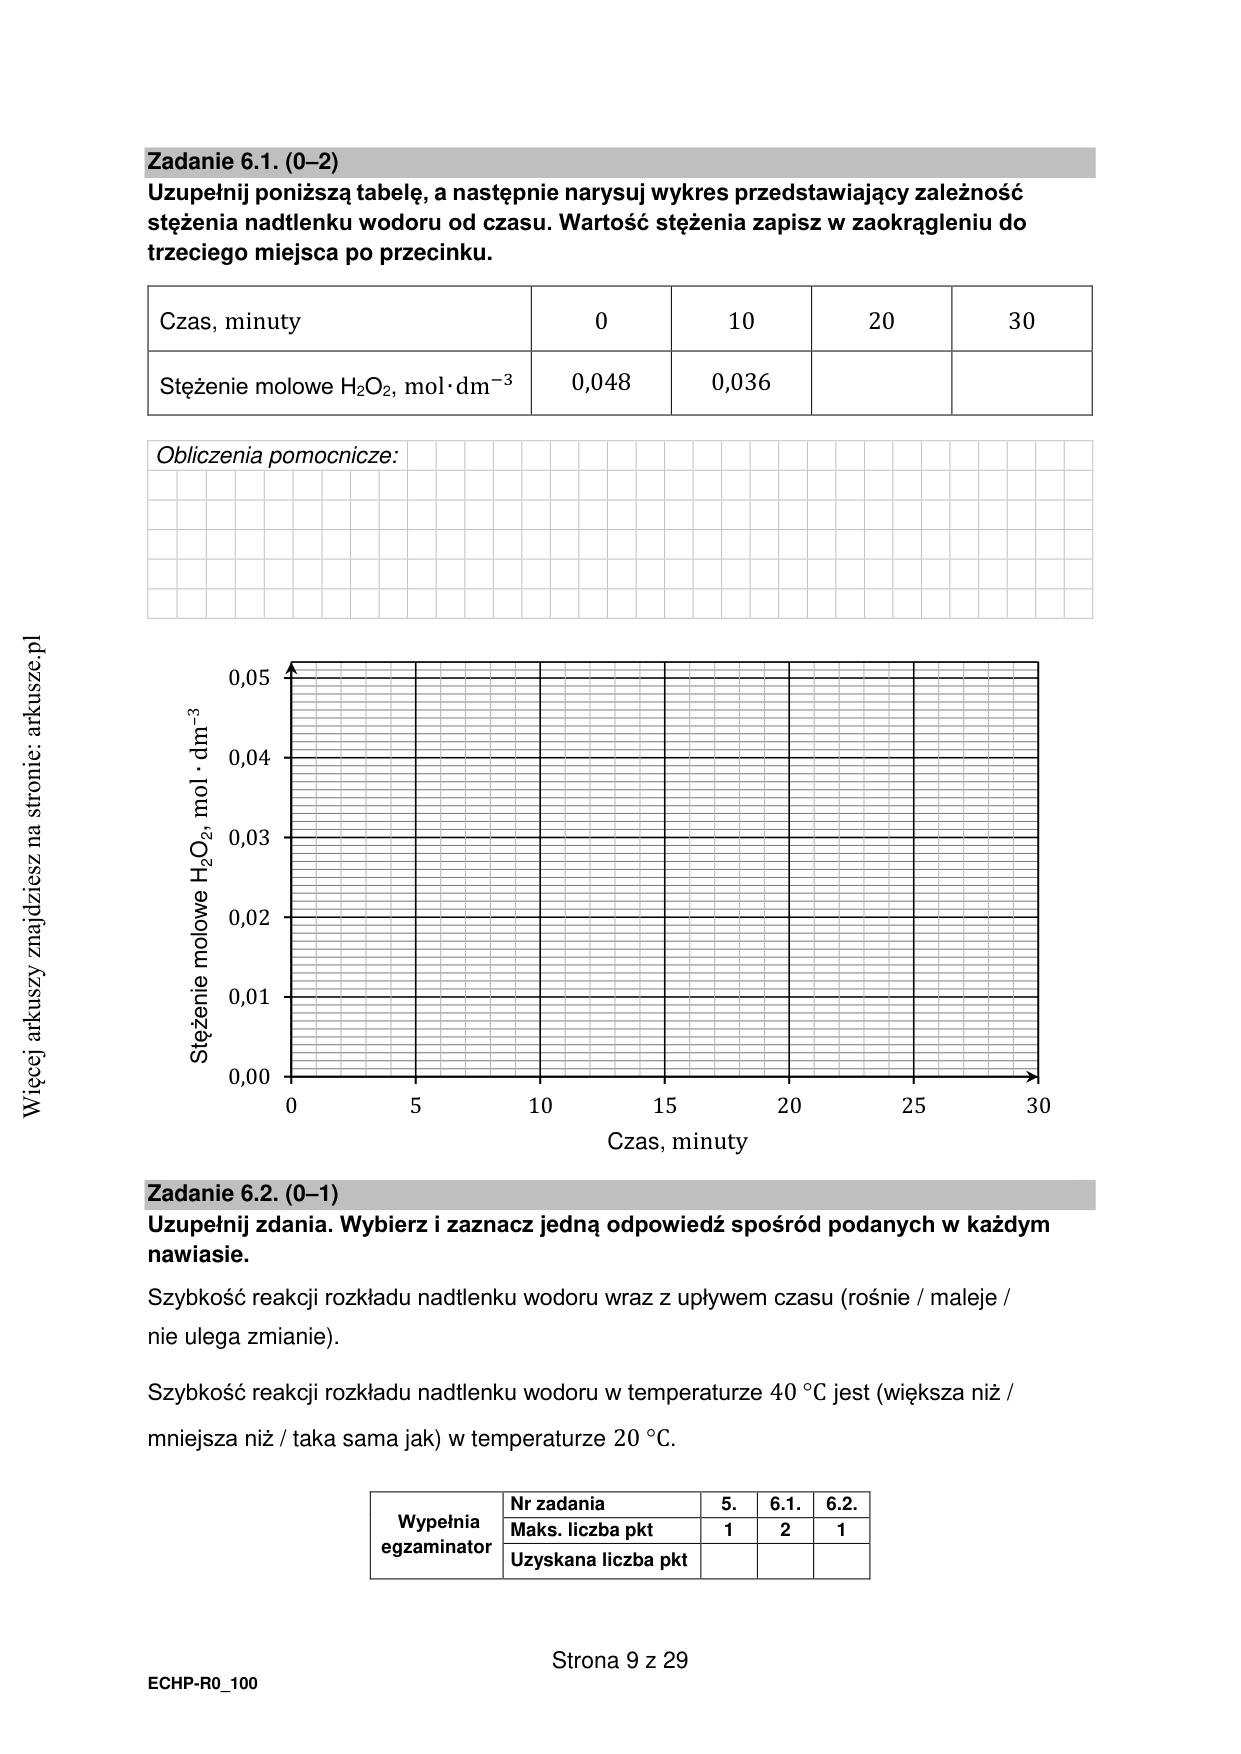 Zadanie 6.1. (0–2)
Uzupełnij poniższą tabelę, a następnie narysuj wykres przedstawiający zależność
stężenia nadtlenku wodoru od czasu. Wartość stężenia zapisz w zaokrągleniu do
trzeciego miejsca po przecinku.
Czas, minuty 0 10 20 30
Stężenie molowe H₂O₂, mol·dm⁻³ 0,048 0,036
Obliczenia pomocnicze:
Więcej arkuszy znajdziesz na stronie: arkusze.pl
Stężenie molowe H₂O₂, mol · dm⁻³
0,05
0,04
0,03
0,02
0,01
0,00
0 5 10 15 20 25 30
Czas, minuty
Zadanie 6.2. (0–1)
Uzupełnij zdania. Wybierz i zaznacz jedną odpowiedź spośród podanych w każdym
nawiasie.
Szybkość reakcji rozkładu nadtlenku wodoru wraz z upływem czasu (rośnie / maleje /
nie ulega zmianie).
Szybkość reakcji rozkładu nadtlenku wodoru w temperaturze 40 °C jest (większa niż /
mniejsza niż / taka sama jak) w temperaturze 20 °C.
Wypełnia
egzaminator
Nr zadania 5. 6.1. 6.2.
Maks. liczba pkt 1 2 1
Uzyskana liczba pkt
Strona 9 z 29
ECHP-R0_100